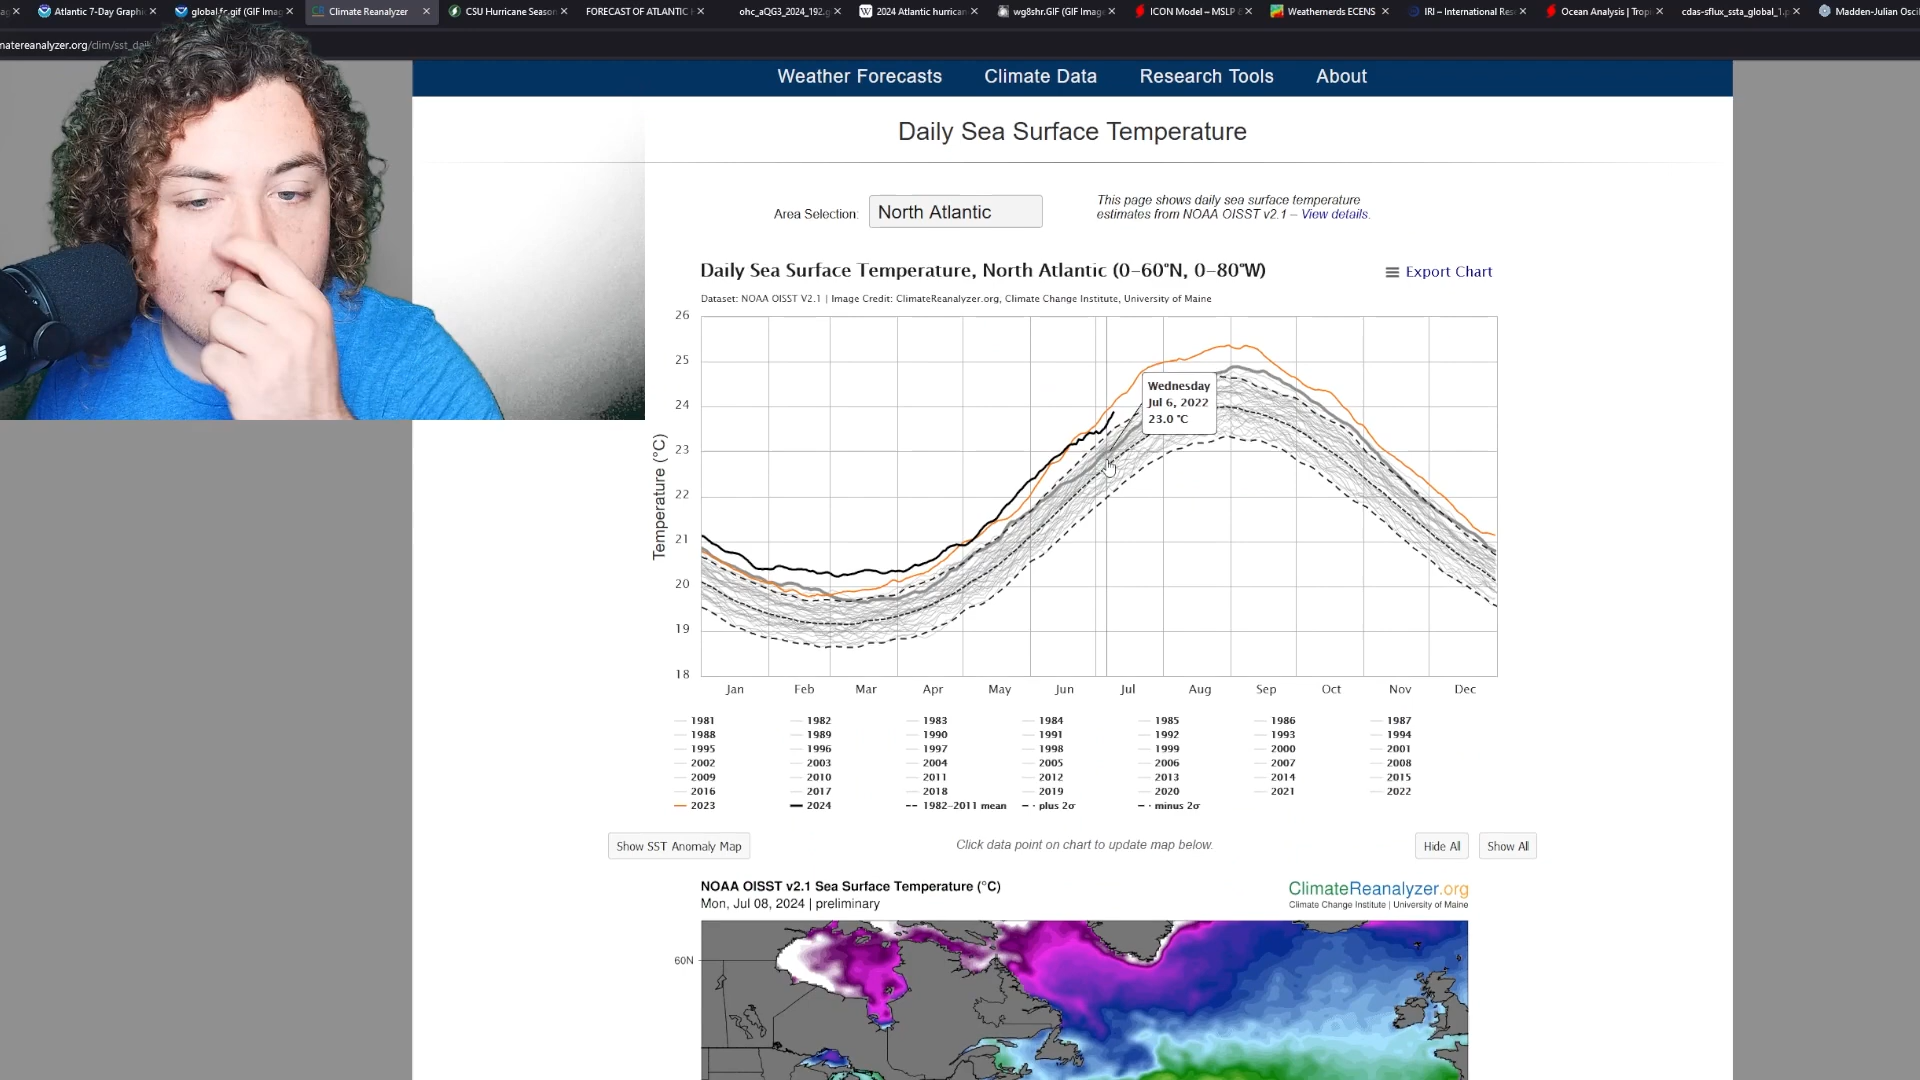 Atlantic 7-Day Graphi
global.fc.gif (GIF Imag
Climate Reanalyzer
CSU Hurricane Season
FORECAST OF ATLANTIC
ohc_aQG3_2024_192.g
2024 Atlantic hurrican
wg8shr.GIF (GIF Image
ICON Model – MSLP &
Weathernerds ECENS
IRI – International Res
Ocean Analysis | Trop
cdas-sflux_ssta_global_1.p
Madden-Julian Osci
matereanalyzer.org/clim/sst_dail
Weather Forecasts Climate Data Research Tools About
Daily Sea Surface Temperature
Area Selection: North Atlantic
This page shows daily sea surface temperature
estimates from NOAA OISST v2.1 – View details.
Daily Sea Surface Temperature, North Atlantic (0–60°N, 0–80°W)
Export Chart
Dataset: NOAA OISST V2.1 | Image Credit: ClimateReanalyzer.org, Climate Change Institute, University of Maine
26
25
24
23
22
21
20
19
18
Temperature (°C)
Wednesday
Jul 6, 2022
23.0 °C
Jan Feb Mar Apr May Jun Jul Aug Sep Oct Nov Dec
1981 1982 1983 1984 1985 1986 1987
1988 1989 1990 1991 1992 1993 1994
1995 1996 1997 1998 1999 2000 2001
2002 2003 2004 2005 2006 2007 2008
2009 2010 2011 2012 2013 2014 2015
2016 2017 2018 2019 2020 2021 2022
2023 2024 1982–2011 mean plus 2σ minus 2σ
Show SST Anomaly Map
Click data point on chart to update map below.
Hide All
Show All
NOAA OISST v2.1 Sea Surface Temperature (°C)
Mon, Jul 08, 2024 | preliminary
ClimateReanalyzer.org
Climate Change Institute | University of Maine
60N